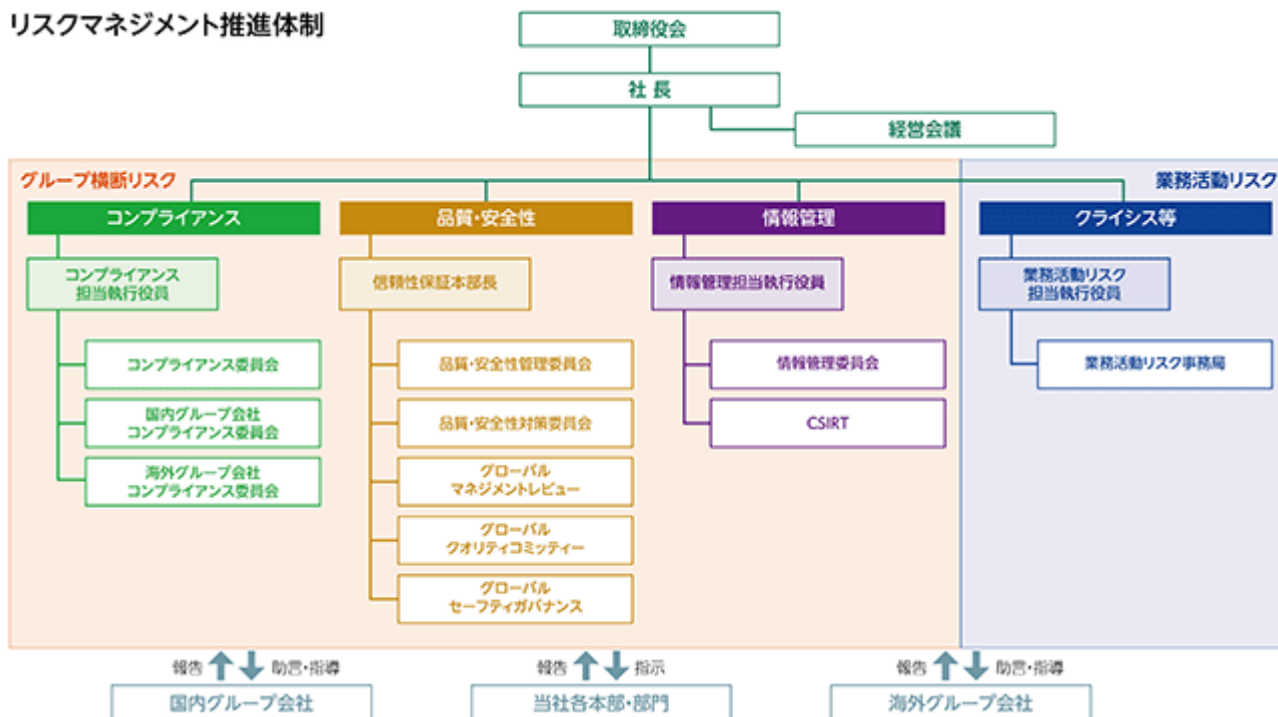 リスクマネジメント推進体制
取締役会
社長
経営会議
グループ横断リスク
業務活動リスク
コンプライアンス
コンプライアンス
担当執行役員
コンプライアンス委員会
国内グループ会社
コンプライアンス委員会
海外グループ会社
コンプライアンス委員会
品質・安全性
信頼性保証本部長
品質・安全性管理委員会
品質・安全性対策委員会
グローバル
マネジメントレビュー
グローバル
クオリティコミッティー
グローバル
セーフティガバナンス
情報管理
情報管理担当執行役員
情報管理委員会
CSIRT
クライシス等
業務活動リスク
担当執行役員
業務活動リスク事務局
報告 助言・指導
国内グループ会社
報告 指示
当社各本部・部門
報告 助言・指導
海外グループ会社